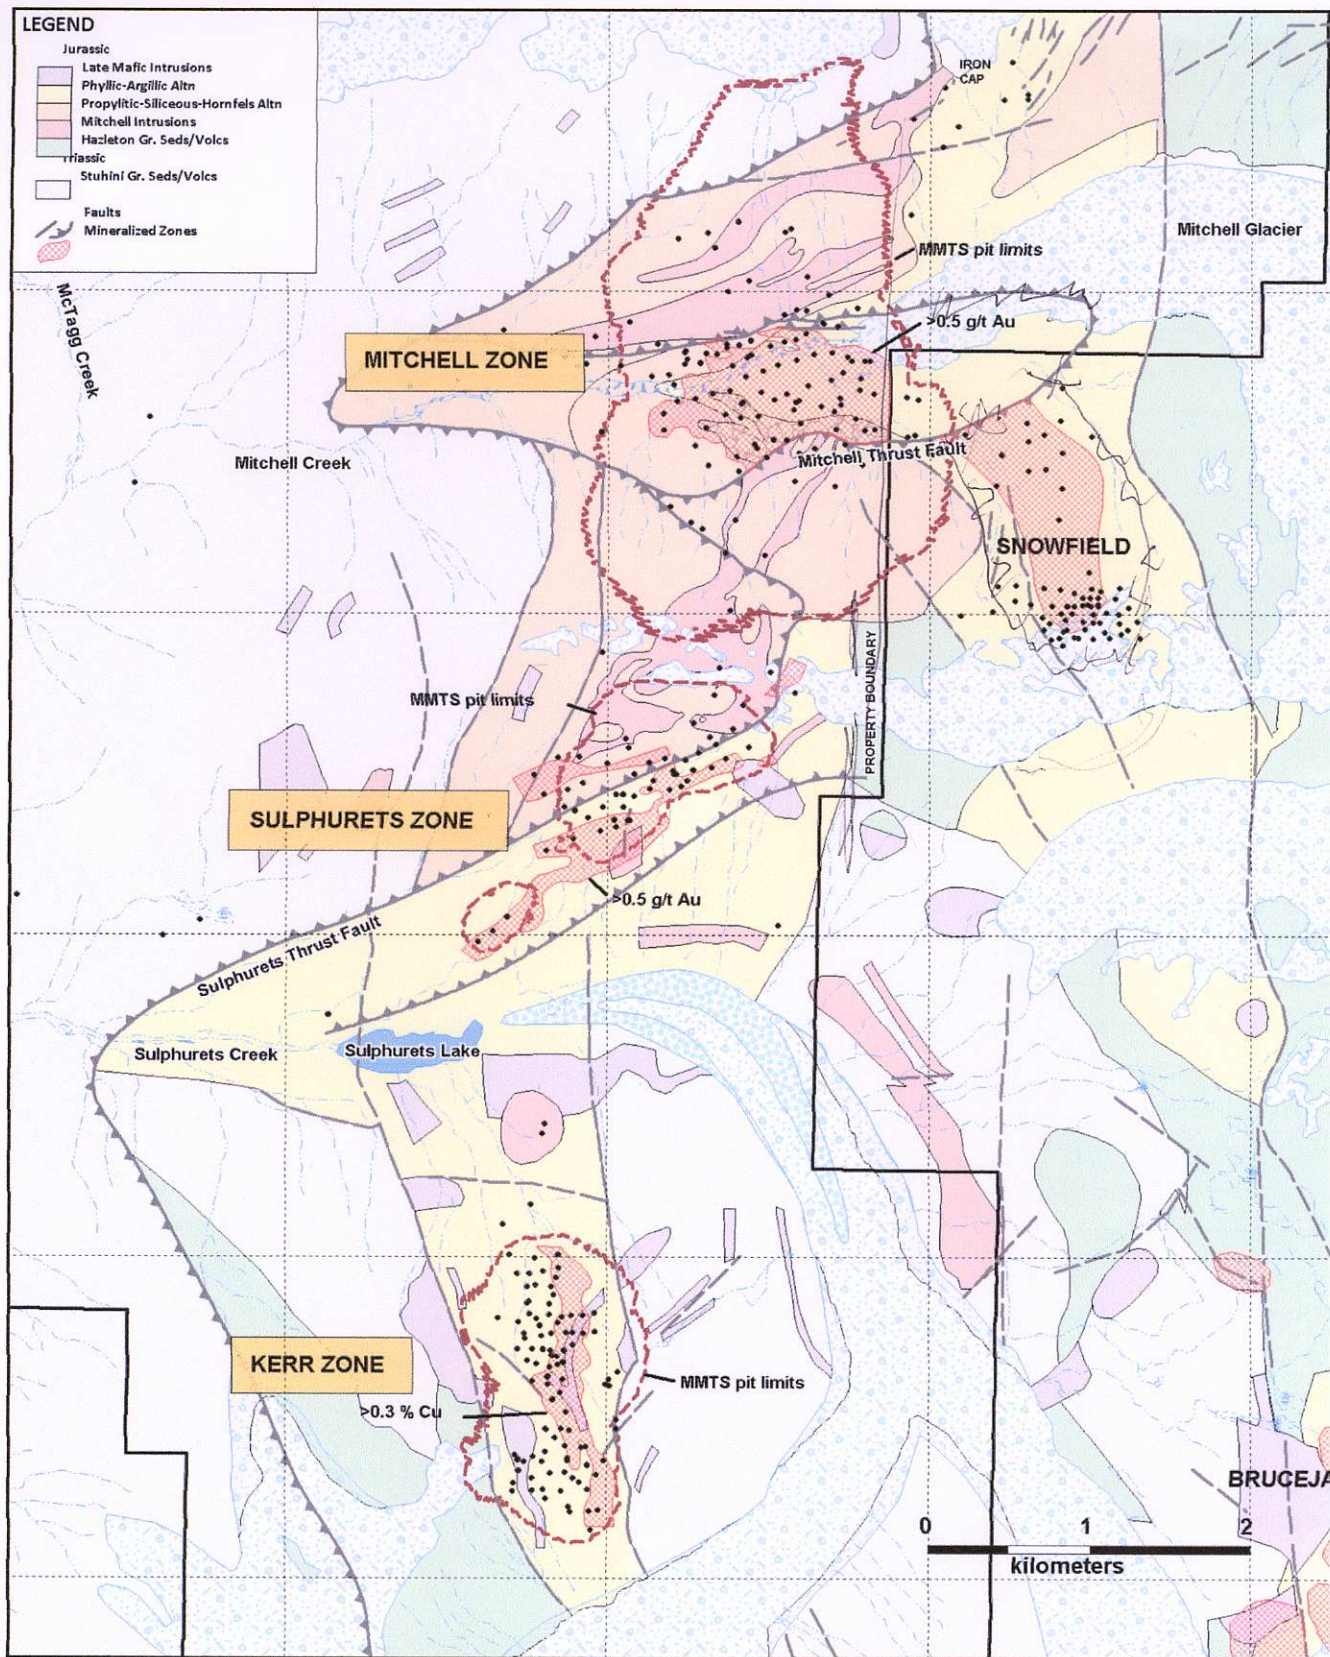 LEGEND
Jurassic
Late Mafic Intrusions
Phyllic-Argillic Altn
Propylitic-Siliceous-Hornfels Altn
Mitchell Intrusions
Hazleton Gr. Seds/Volcs
Triassic
Stuhini Gr. Seds/Volcs
Faults
Mineralized Zones
IRON
CAP
Mitchell Glacier
MMTS pit limits
McTagg Creek
>0.5 g/t Au
MITCHELL ZONE
Mitchell Thrust Fault
Mitchell Creek
SNOWFIELD
PROPERTY BOUNDARY
MMTS pit limits
SULPHURETS ZONE
>0.5 g/t Au
Sulphurets Thrust Fault
Sulphurets Creek
Sulphurets Lake
KERR ZONE
MMTS pit limits
>0.3 % Cu
BRUCEJA
0 1 2
kilometers